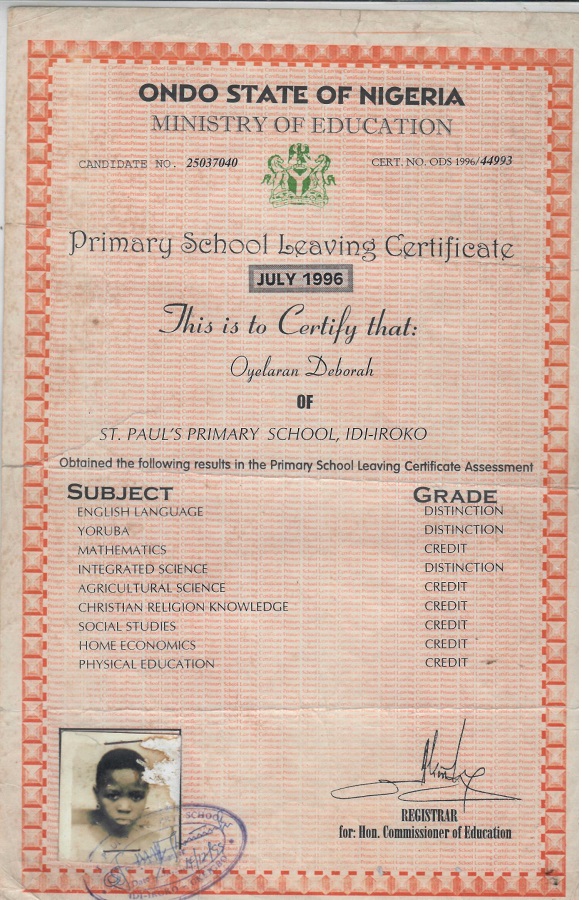 ONDO STATE OF NIGERIA
MINISTRY OF EDUCATION
CANDIDATE NO. 25037040
CERT. NO. ODS 1996/44993
Primary School Leaving Certificate
JULY 1996
This is to Certify that:
Oyelaran Deborah
OF
ST. PAUL'S PRIMARY SCHOOL, IDI-IROKO
Obtained the following results in the Primary School Leaving Certificate Assessment
SUBJECT GRADE
ENGLISH LANGUAGE DISTINCTION
YORUBA DISTINCTION
MATHEMATICS CREDIT
INTEGRATED SCIENCE DISTINCTION
AGRICULTURAL SCIENCE CREDIT
CHRISTIAN RELIGION KNOWLEDGE CREDIT
SOCIAL STUDIES CREDIT
HOME ECONOMICS CREDIT
PHYSICAL EDUCATION CREDIT
REGISTRAR
for: Hon. Commissioner of Education
SCHOOL